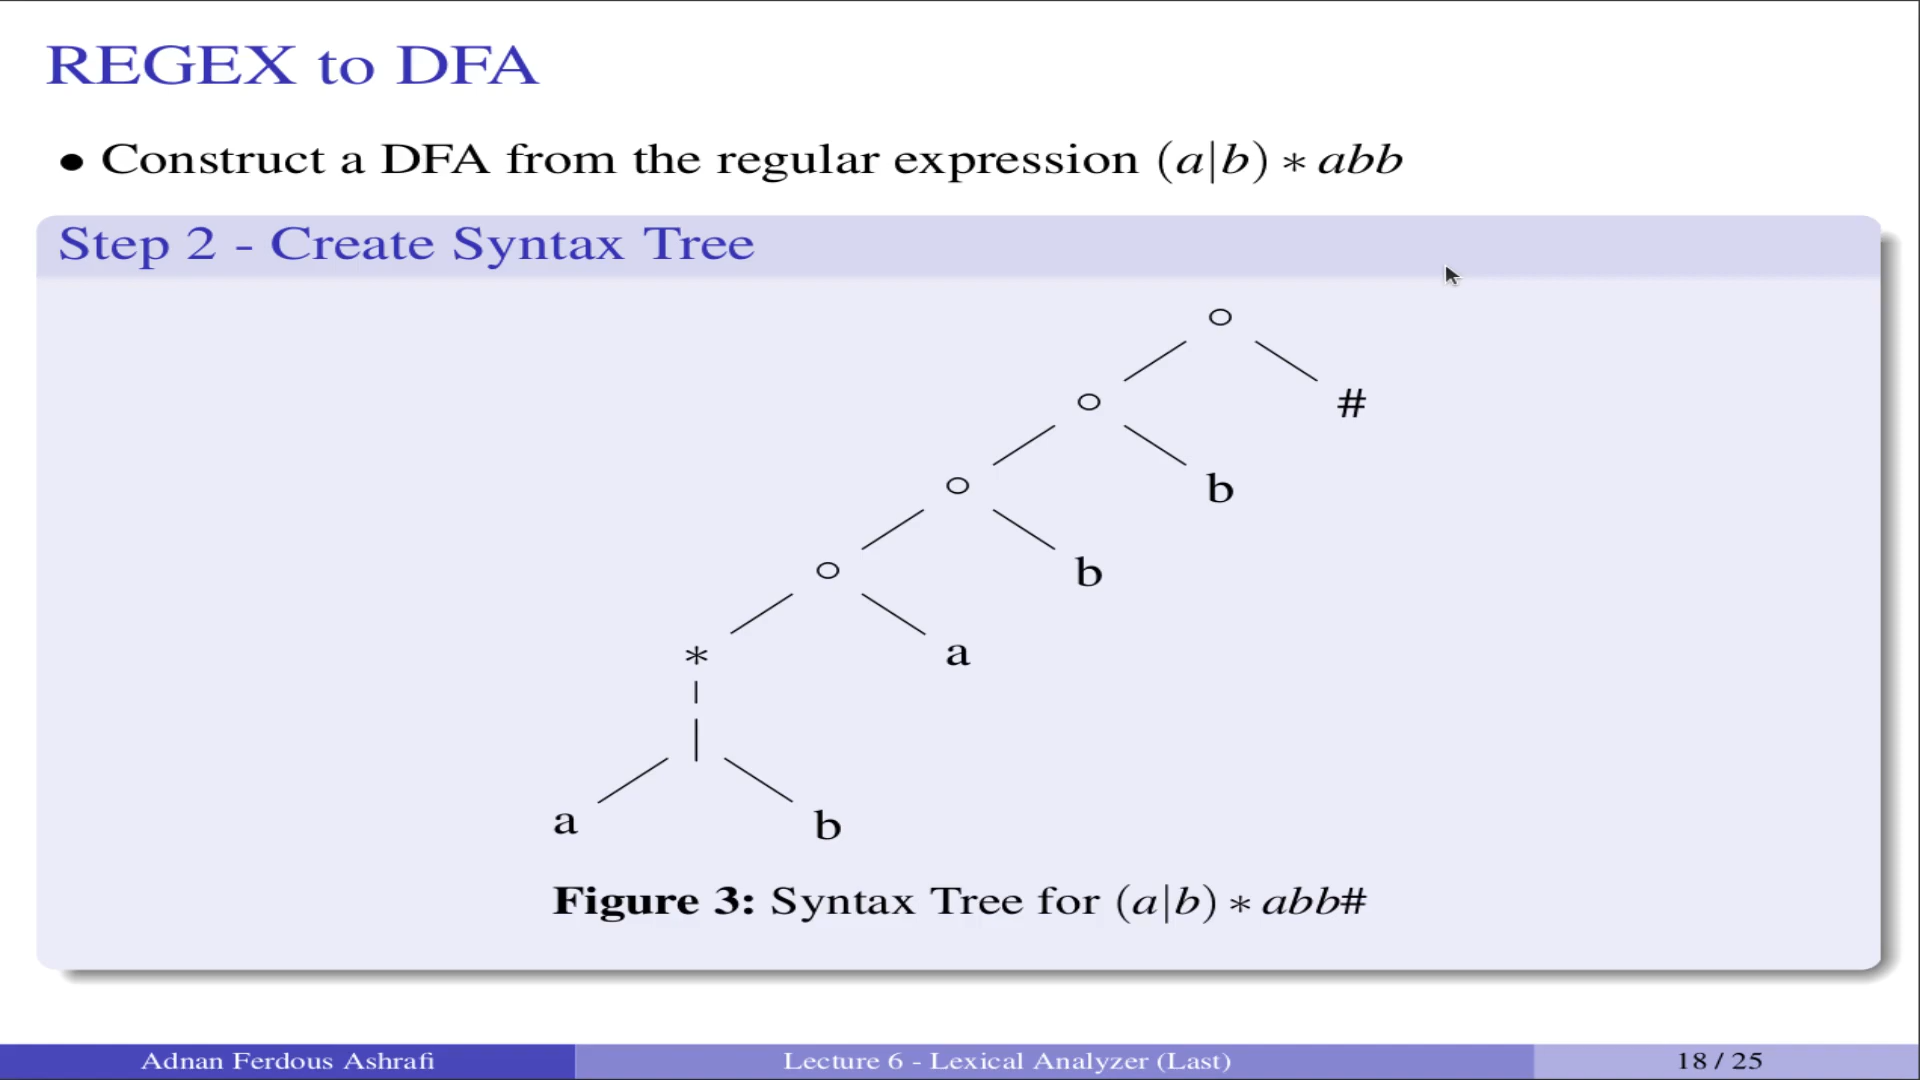 REGEX to DFA
• Construct a DFA from the regular expression (a|b) ∗ abb
Step 2 - Create Syntax Tree
○
○ #
○ b
○ b
∗ a
|
a b
Figure 3: Syntax Tree for (a|b) ∗ abb#
Adnan Ferdous Ashrafi Lecture 6 - Lexical Analyzer (Last) 18 / 25